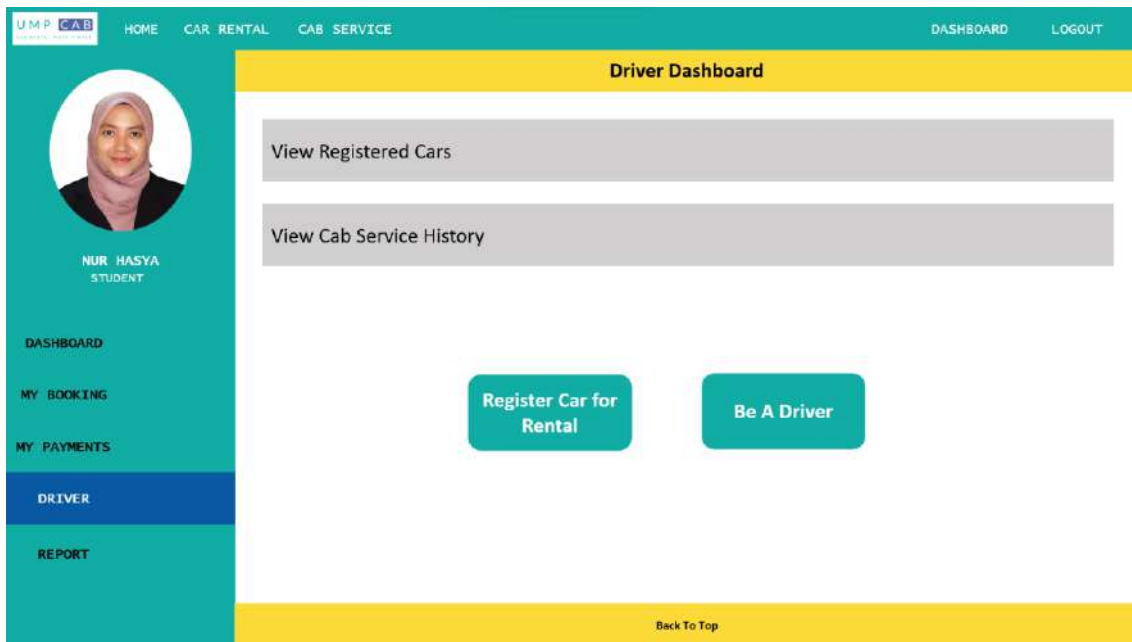 UMP CAB
HOME
CAR RENTAL
CAB SERVICE
DASHBOARD
LOGOUT
Driver Dashboard
NUR HASYA
STUDENT
DASHBOARD
MY BOOKING
MY PAYMENTS
DRIVER
REPORT
View Registered Cars
View Cab Service History
Register Car for
Rental
Be A Driver
Back To Top